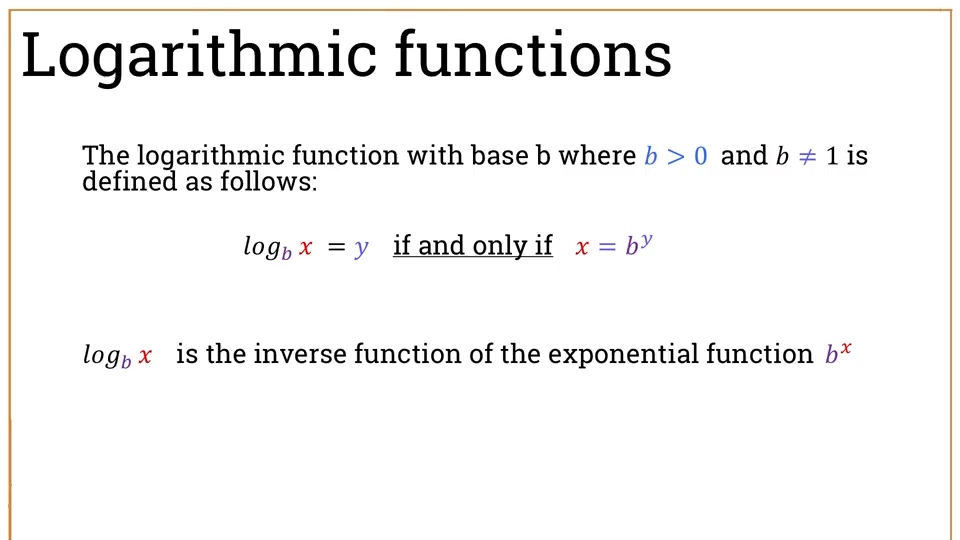 Logarithmic functions
The logarithmic function with base b where b > 0 and b ≠ 1 is
defined as follows:
log_b x = y if and only if x = b^y
log_b x is the inverse function of the exponential function b^x